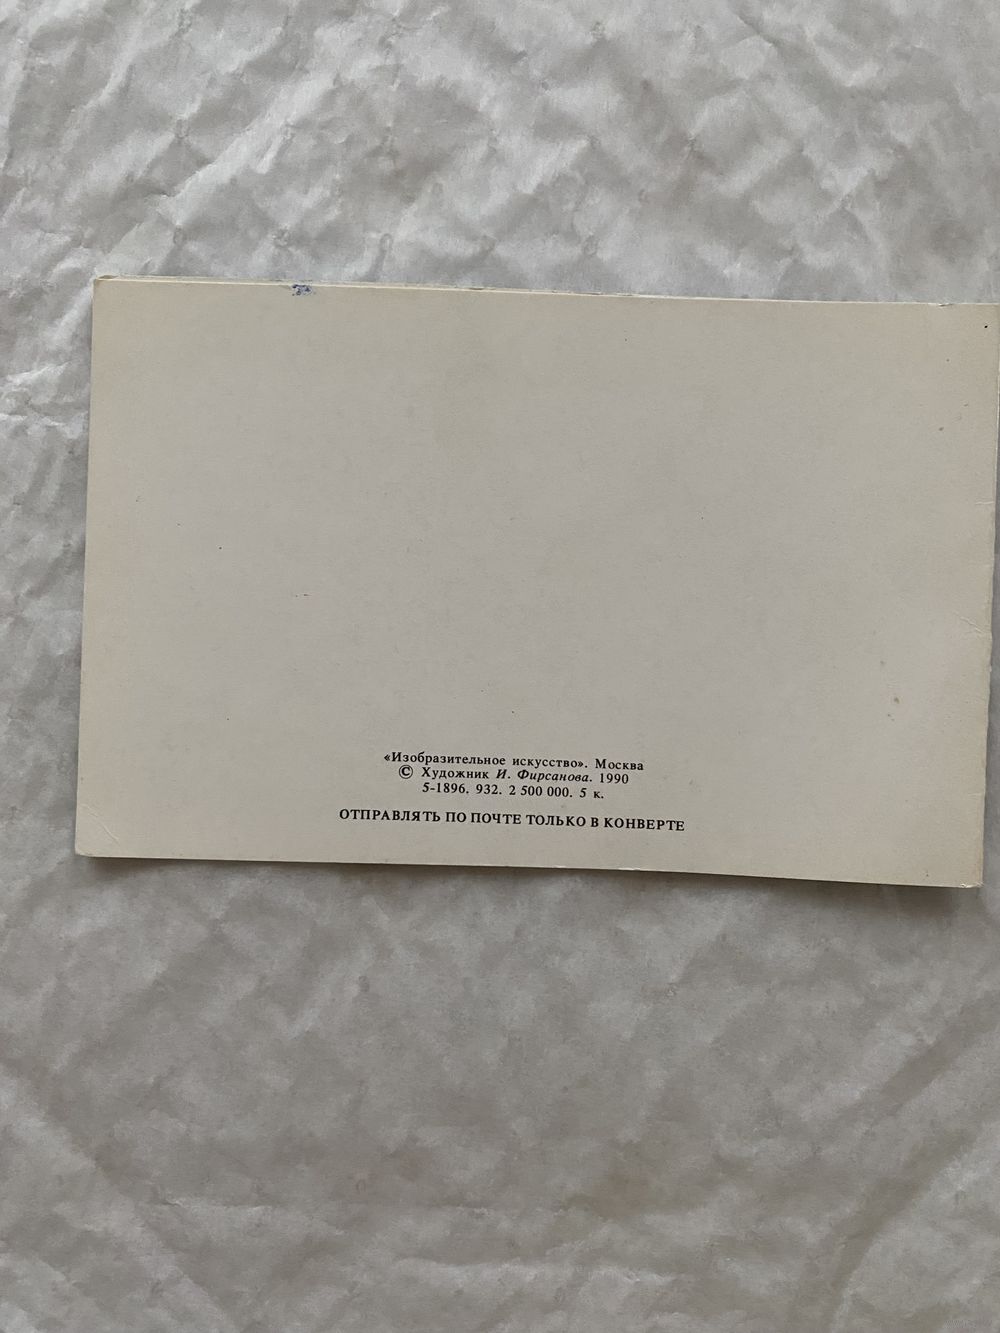 «Изобразительное искусство». Москва
© Художник И. Фирсанова. 1990
5-1896. 932. 2 500 000. 5 к.
ОТПРАВЛЯТЬ ПО ПОЧТЕ ТОЛЬКО В КОНВЕРТЕ